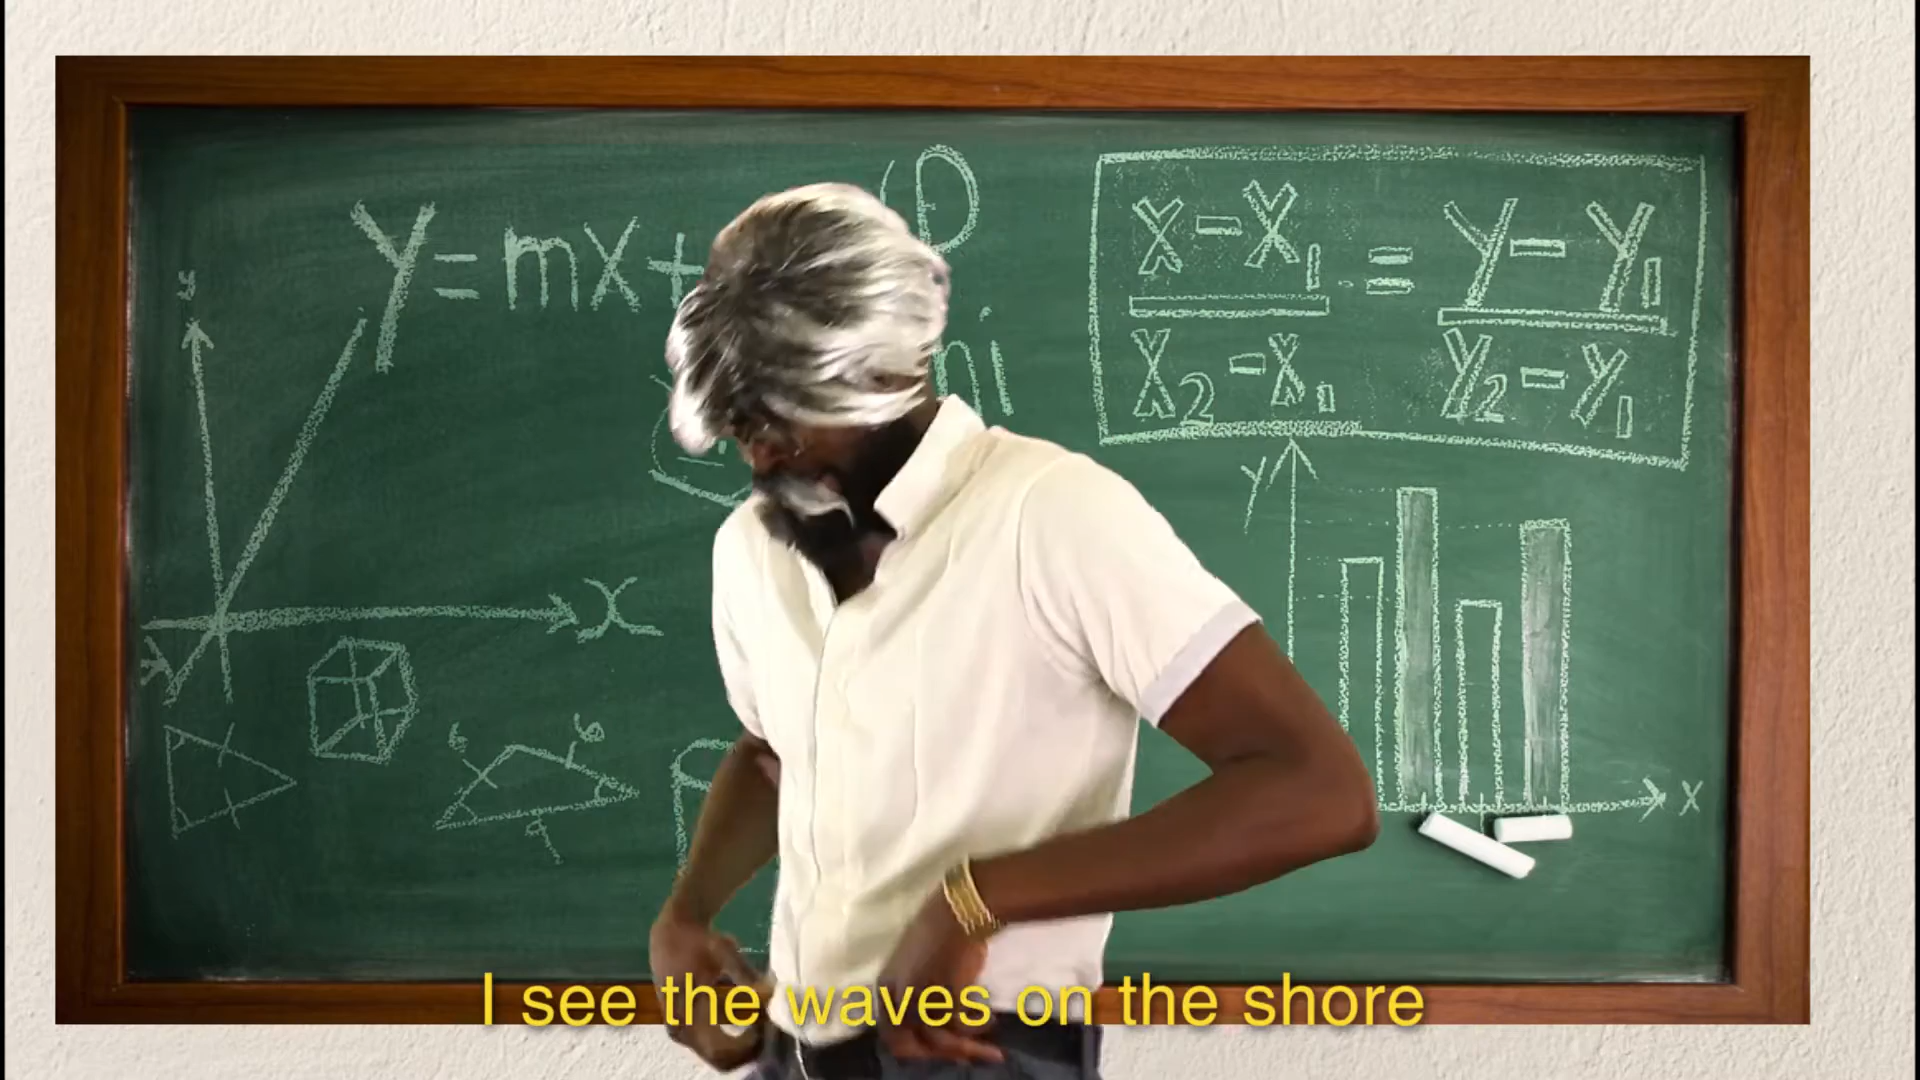 y = mx +
x - x₁ = y - y₁
x₂ - x₁ y₂ - y₁
y
x
y
x
b
b
a
I see the waves on the shore